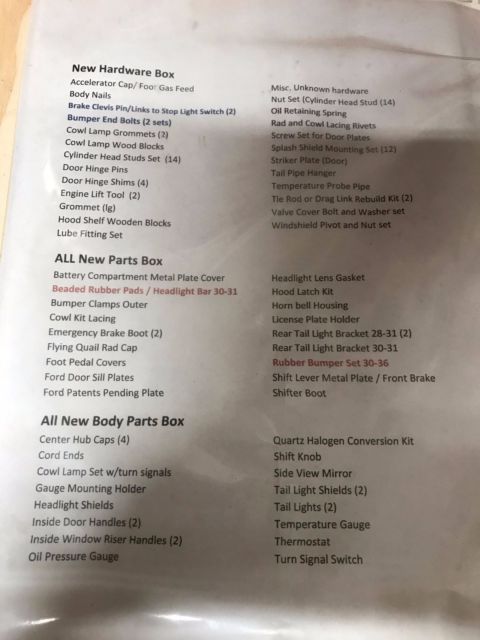 New Hardware Box
Accelerator Cap/ Foot Gas Feed
Body Nails
Brake Clevis Pin/Links to Stop Light Switch (2)
Bumper End Bolts (2 sets)
Cowl Lamp Grommets (2)
Cowl Lamp Wood Blocks
Cylinder Head Studs Set (14)
Door Hinge Pins
Door Hinge Shims (4)
Engine Lift Tool (2)
Grommet (lg)
Hood Shelf Wooden Blocks
Lube Fitting Set
Misc. Unknown hardware
Nut Set (Cylinder Head Stud (14)
Oil Retaining Spring
Rad and Cowl Lacing Rivets
Screw Set for Door Plates
Splash Shield Mounting Set (12)
Striker Plate (Door)
Tail Pipe Hanger
Temperature Probe Pipe
Tie Rod or Drag Link Rebuild Kit (2)
Valve Cover Bolt and Washer set
Windshield Pivot and Nut set
ALL New Parts Box
Battery Compartment Metal Plate Cover
Beaded Rubber Pads / Headlight Bar 30-31
Bumper Clamps Outer
Cowl Kit Lacing
Emergency Brake Boot (2)
Flying Quail Rad Cap
Foot Pedal Covers
Ford Door Sill Plates
Ford Patents Pending Plate
Headlight Lens Gasket
Hood Latch Kit
Horn bell Housing
License Plate Holder
Rear Tail Light Bracket 28-31 (2)
Rear Tail Light Bracket 30-31
Rubber Bumper Set 30-36
Shift Lever Metal Plate / Front Brake
Shifter Boot
All New Body Parts Box
Center Hub Caps (4)
Cord Ends
Cowl Lamp Set w/turn signals
Gauge Mounting Holder
Headlight Shields
Inside Door Handles (2)
Inside Window Riser Handles (2)
Oil Pressure Gauge
Quartz Halogen Conversion Kit
Shift Knob
Side View Mirror
Tail Light Shields (2)
Tail Lights (2)
Temperature Gauge
Thermostat
Turn Signal Switch